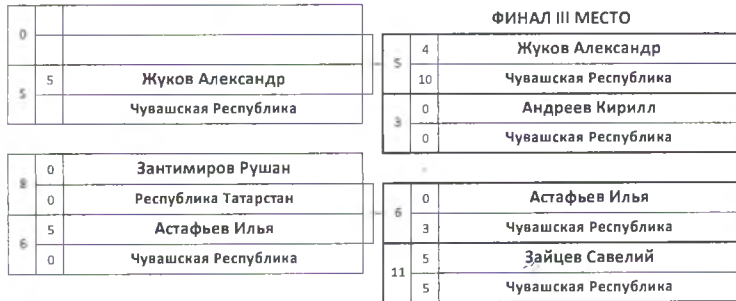 ФИНАЛ III МЕСТО
0
5
5 Жуков Александр
Чувашская Республика
8
0 Зантимиров Рушан
0 Республика Татарстан
6
5 Астафьев Илья
0 Чувашская Республика
5
4 Жуков Александр
10 Чувашская Республика
3
0 Андреев Кирилл
0 Чувашская Республика
6
0 Астафьев Илья
3 Чувашская Республика
11
5 Зайцев Савелий
5 Чувашская Республика